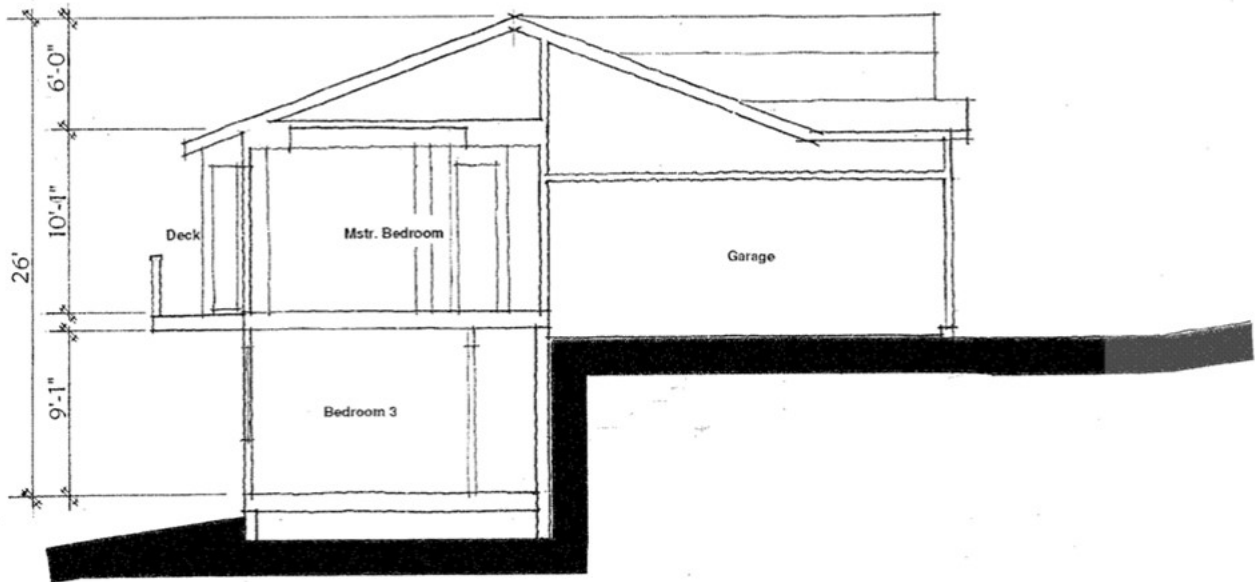 6'-0"
10'-1"
26'
9'-1"
Deck
Mstr. Bedroom
Garage
Bedroom 3